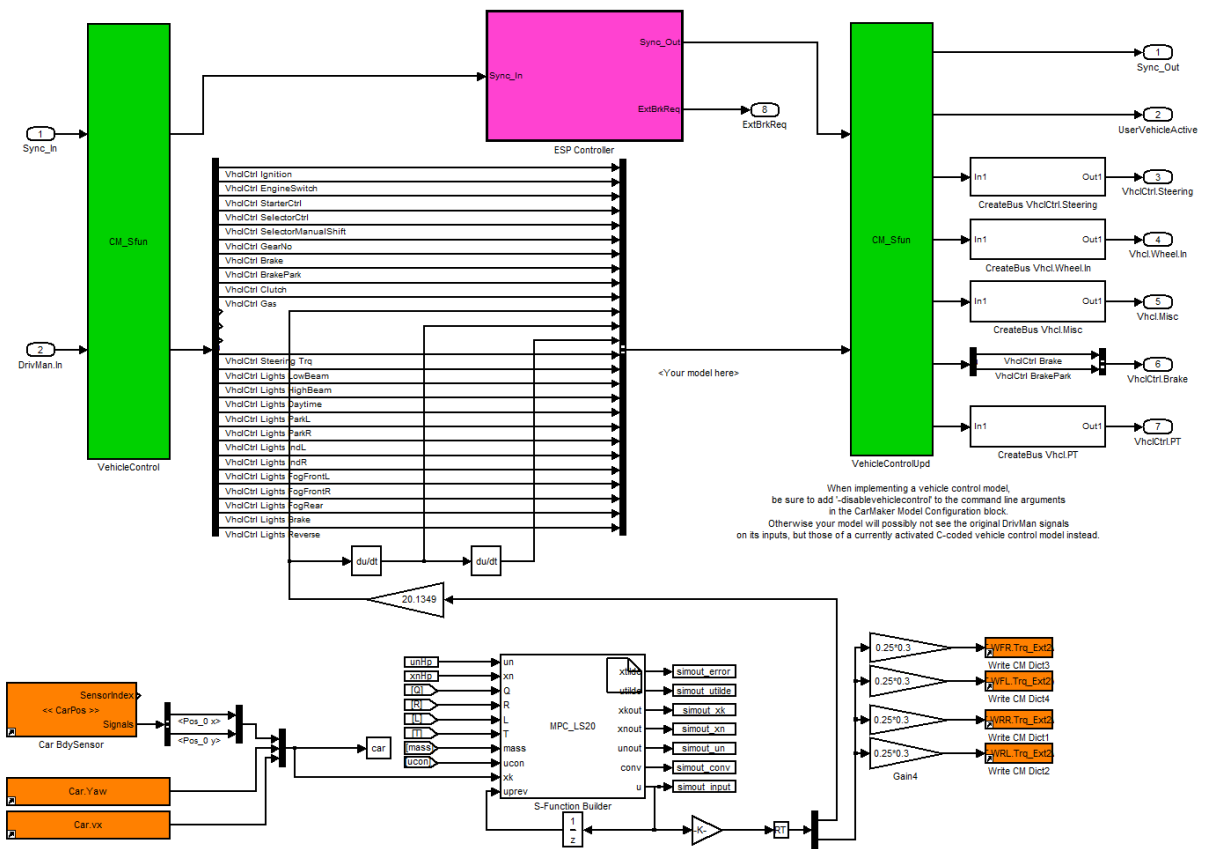 Sync_Out
1
Sync_Out
Sync_In
ExtBrkReq
8
ExtBrkReq
2
UserVehicleActive
1
Sync_In
ESP Controller
VhclCtrl Ignition
VhclCtrl EngineSwitch
VhclCtrl StarterCtrl
VhclCtrl SelectorCtrl
VhclCtrl SelectorManualShift
VhclCtrl GearNo
VhclCtrl Brake
VhclCtrl BrakePark
VhclCtrl Clutch
VhclCtrl Gas
VhclCtrl Steering Trq
VhclCtrl Lights LowBeam
VhclCtrl Lights HighBeam
VhclCtrl Lights Daytime
VhclCtrl Lights ParkL
VhclCtrl Lights ParkR
VhclCtrl Lights IndL
VhclCtrl Lights IndR
VhclCtrl Lights FogFrontL
VhclCtrl Lights FogFrontR
VhclCtrl Lights FogRear
VhclCtrl Lights Brake
VhclCtrl Lights Reverse
CM_Sfun
VehicleControl
2
DrivMan.In
<Your model here>
CM_Sfun
VehicleControlUpd
In1
Out1
CreateBus VhclCtrl.Steering
3
VhclCtrl.Steering
In1
Out1
CreateBus Vhcl.Wheel.In
4
Vhcl.Wheel.In
In1
Out1
CreateBus Vhcl.Misc
5
Vhcl.Misc
VhclCtrl Brake
VhclCtrl BrakePark
6
VhclCtrl.Brake
In1
Out1
CreateBus Vhcl.PT
7
VhclCtrl.PT
When implementing a vehicle control model,
be sure to add '-disablevehiclecontrol' to the command line arguments
in the CarMaker Model Configuration block.
Otherwise your model will possibly not see the original DrivMan signals
on its inputs, but those of a currently activated C-coded vehicle control model instead.
du/dt
du/dt
20.1349
SensorIndex
<< CarPos >>
Signals
Car BdySensor
<Pos_0 x>
<Pos_0 y>
Car.Yaw
Car.vx
car
unHp
xnHp
[Q]
[R]
[L]
[T]
[mass]
[ucon]
un
xn
Q
R
L
T
mass
ucon
xk
uprev
MPC_LS20
xtilde
utilde
xkout
xnout
unout
conv
u
S-Function Builder
simout_error
simout_utilde
simout_xk
simout_xn
simout_un
simout_conv
simout_input
1
z
-K-
RT
0.25*0.3
0.25*0.3
0.25*0.3
0.25*0.3
Gain4
WFR.Trq_Ext2
Write CM Dict3
WFL.Trq_Ext2
Write CM Dict4
WRR.Trq_Ext2
Write CM Dict1
WRL.Trq_Ext2
Write CM Dict2